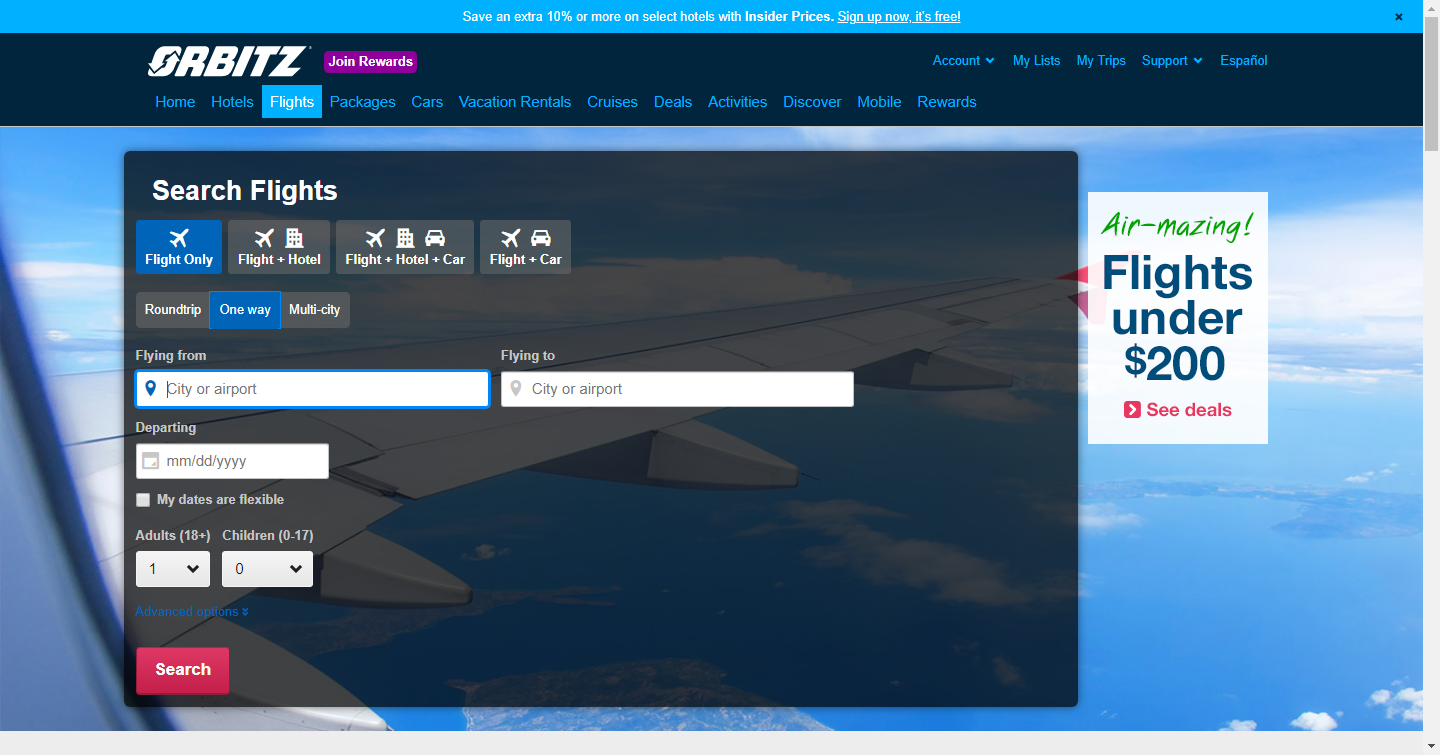 Save an extra 10% or more on select hotels with Insider Prices. Sign up now, it's free! ×
ORBITZ Join Rewards Account My Lists My Trips Support Español
Home Hotels Flights Packages Cars Vacation Rentals Cruises Deals Activities Discover Mobile Rewards
Search Flights
Flight Only Flight + Hotel Flight + Hotel + Car Flight + Car
Roundtrip One way Multi-city
Flying from Flying to
City or airport City or airport
Departing
mm/dd/yyyy
My dates are flexible
Adults (18+) Children (0-17)
1 0
Advanced options
Search
Air-mazing!
Flights
under
$200
See deals